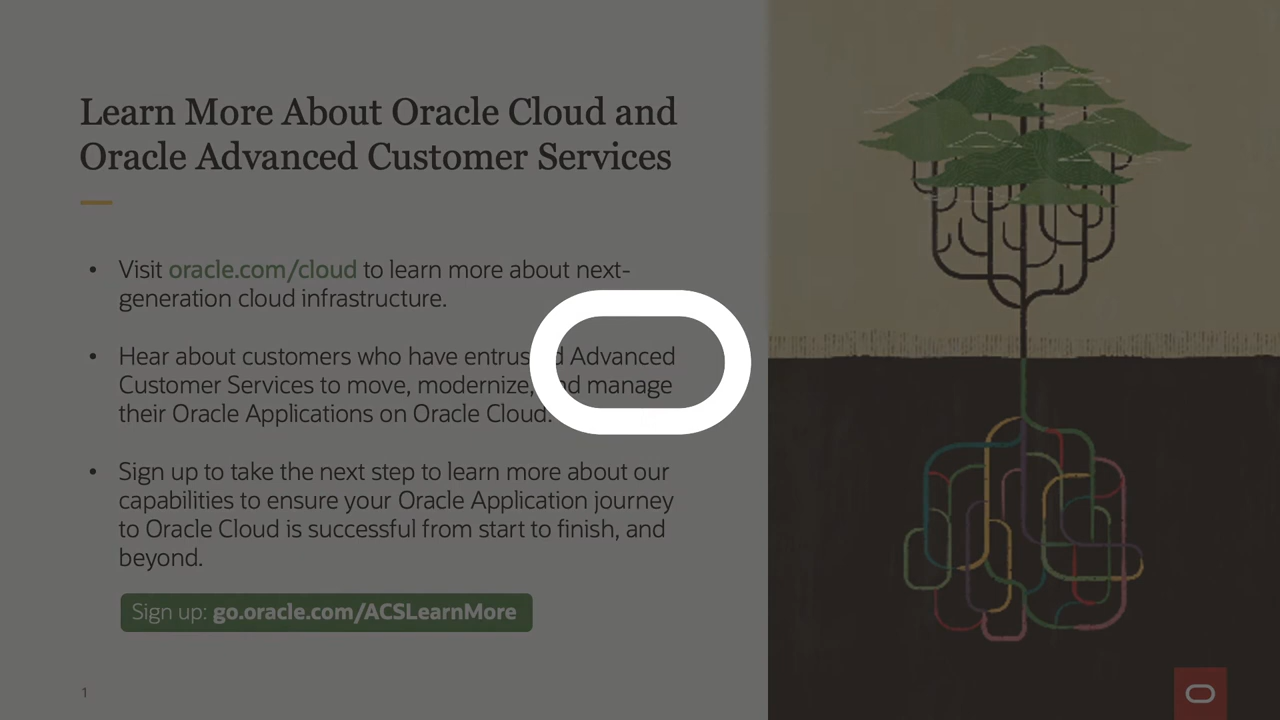 Learn More About Oracle Cloud and
Oracle Advanced Customer Services
• Visit oracle.com/cloud to learn more about next-
generation cloud infrastructure.
• Hear about customers who have entrusted Advanced
Customer Services to move, modernize, and manage
their Oracle Applications on Oracle Cloud.
• Sign up to take the next step to learn more about our
capabilities to ensure your Oracle Application journey
to Oracle Cloud is successful from start to finish, and
beyond.
Sign up: go.oracle.com/ACSLearnMore
1